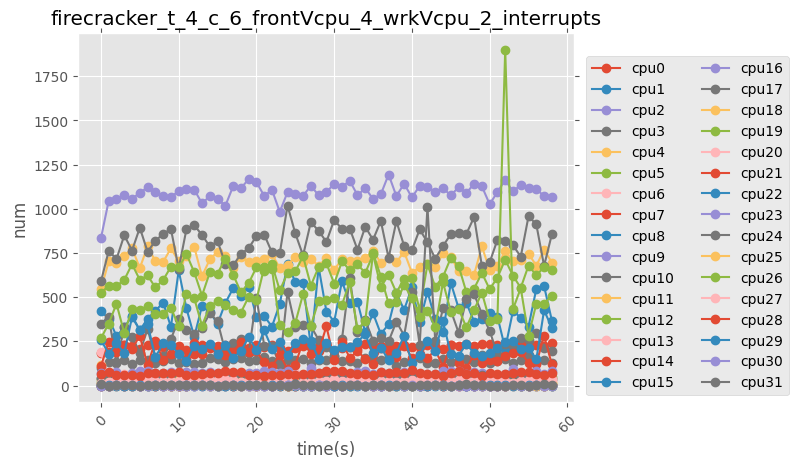 firecracker_t_4_c_6_frontVcpu_4_wrkVcpu_2_interrupts
1750
1500
1250
1000
750
500
250
0
num
0
10
20
30
40
50
60
time(s)
cpu0
cpu1
cpu2
cpu3
cpu4
cpu5
cpu6
cpu7
cpu8
cpu9
cpu10
cpu11
cpu12
cpu13
cpu14
cpu15
cpu16
cpu17
cpu18
cpu19
cpu20
cpu21
cpu22
cpu23
cpu24
cpu25
cpu26
cpu27
cpu28
cpu29
cpu30
cpu31